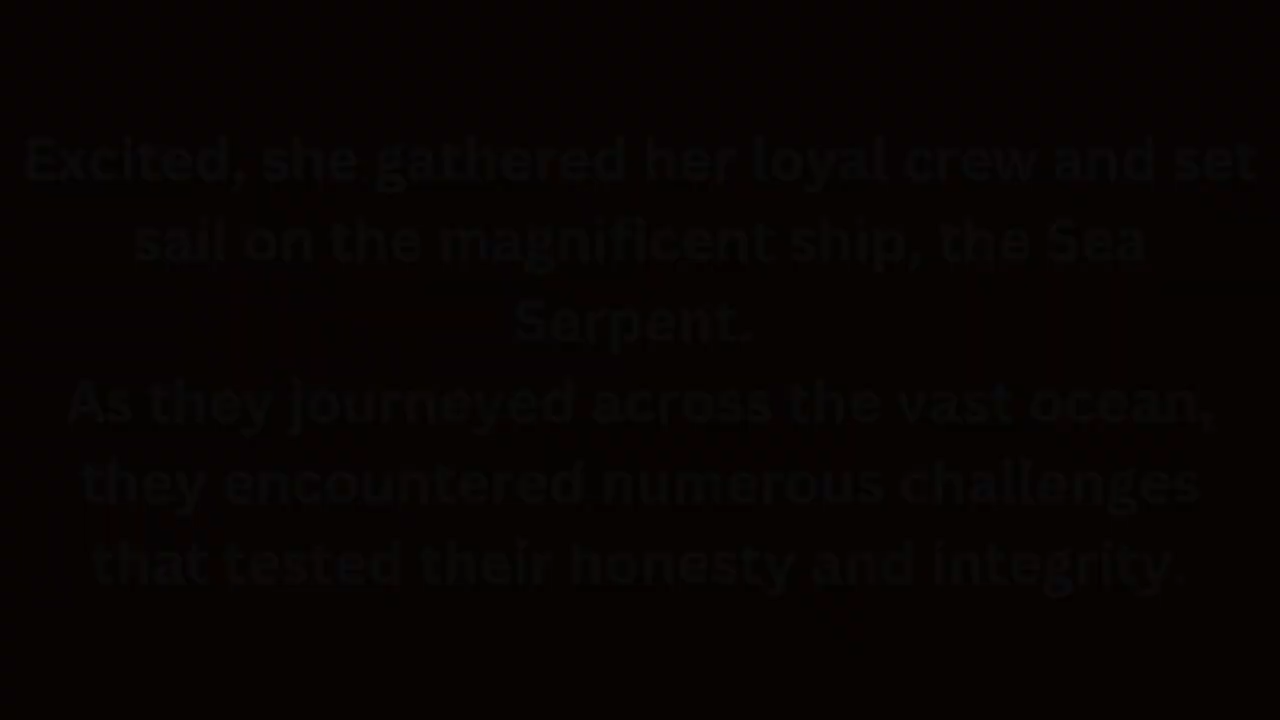 Excited, she gathered her loyal crew and set
sail on the magnificent ship, the Sea
Serpent.
As they journeyed across the vast ocean,
they encountered numerous challenges
that tested their honesty and integrity.